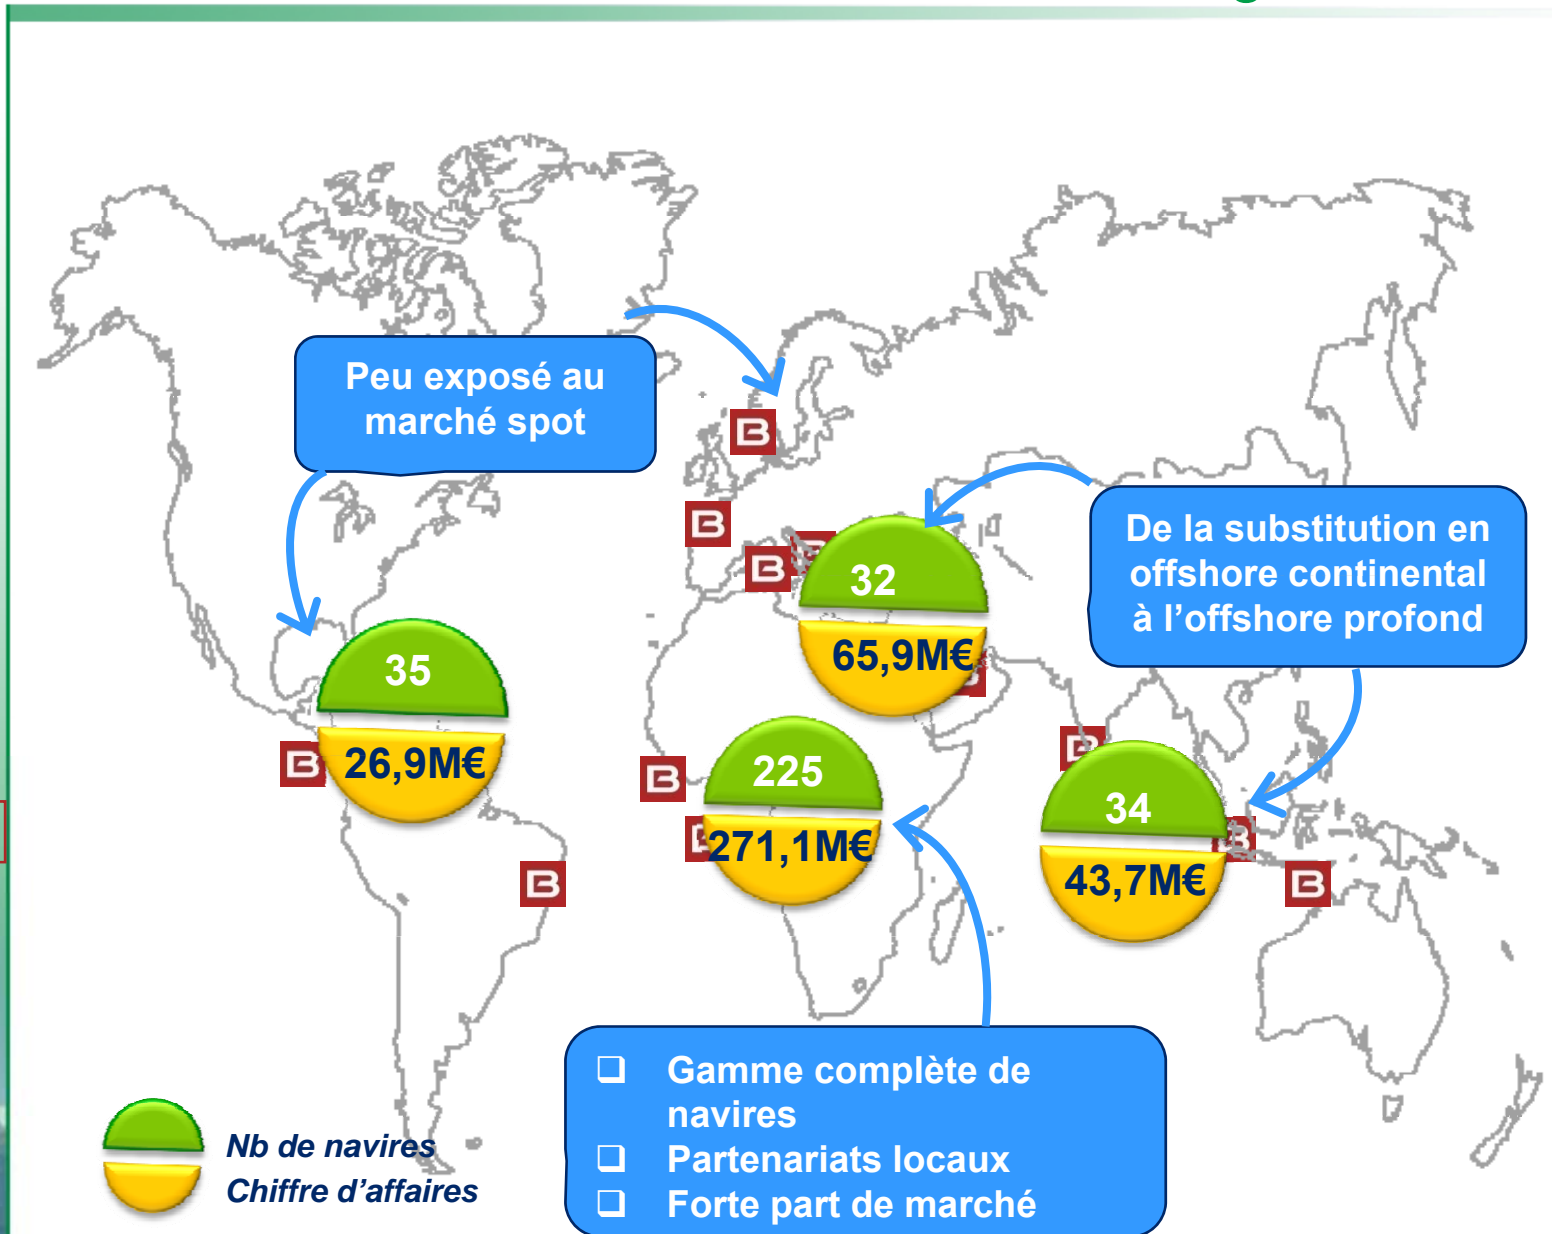 Peu exposé au
marché spot
De la substitution en
offshore continental
à l’offshore profond
32
65,9M€
35
26,9M€
225
271,1M€
34
43,7M€
❑ Gamme complète de
navires
❑ Partenariats locaux
❑ Forte part de marché
Nb de navires
Chiffre d’affaires